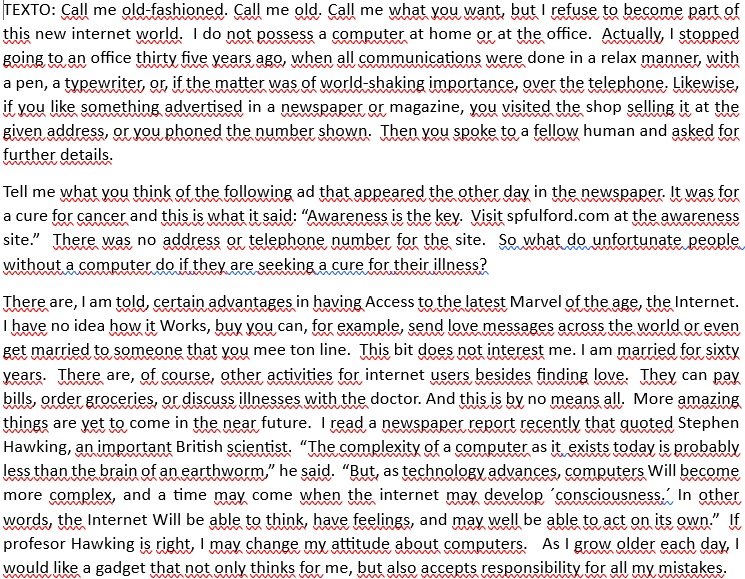 TEXTO: Call me old-fashioned. Call me old. Call me what you want, but I refuse to become part of
this new internet world.  I do not possess a computer at home or at the office.  Actually, I stopped
going to an office thirty five years ago, when all communications were done in a relax manner, with
a pen, a typewriter, or, if the matter was of world-shaking importance, over the telephone. Likewise,
if you like something advertised in a newspaper or magazine, you visited the shop selling it at the
given address, or you phoned the number shown.  Then you spoke to a fellow human and asked for
further details.
Tell me what you think of the following ad that appeared the other day in the newspaper. It was for
a cure for cancer and this is what it said: “Awareness is the key.  Visit spfulford.com at the awareness
site.”  There was no address or telephone number for the site.  So what do unfortunate people
without a computer do if they are seeking a cure for their illness?
There are, I am told, certain advantages in having Access to the latest Marvel of the age, the Internet.
I have no idea how it Works, buy you can, for example, send love messages across the world or even
get married to someone that you mee ton line.  This bit does not interest me. I am married for sixty
years.  There are, of course, other activities for internet users besides finding love.  They can pay
bills, order groceries, or discuss illnesses with the doctor. And this is by no means all.  More amazing
things are yet to come in the near future.  I read a newspaper report recently that quoted Stephen
Hawking, an important British scientist.  “The complexity of a computer as it exists today is probably
less than the brain of an earthworm,” he said.  “But, as technology advances, computers Will become
more complex, and a time may come when the internet may develop ´consciousness.´ In other
words, the Internet Will be able to think, have feelings, and may well be able to act on its own.”  If
profesor Hawking is right, I may change my attitude about computers.   As I grow older each day, I
would like a gadget that not only thinks for me, but also accepts responsibility for all my mistakes.